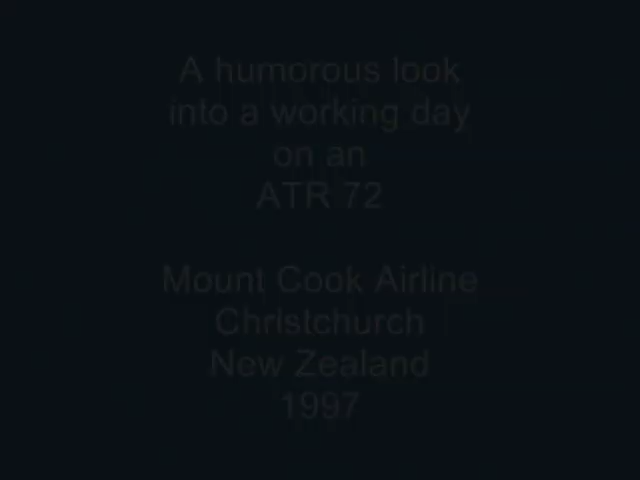 A humorous look
into a working day
on an
ATR 72
Mount Cook Airline
Christchurch
New Zealand
1997